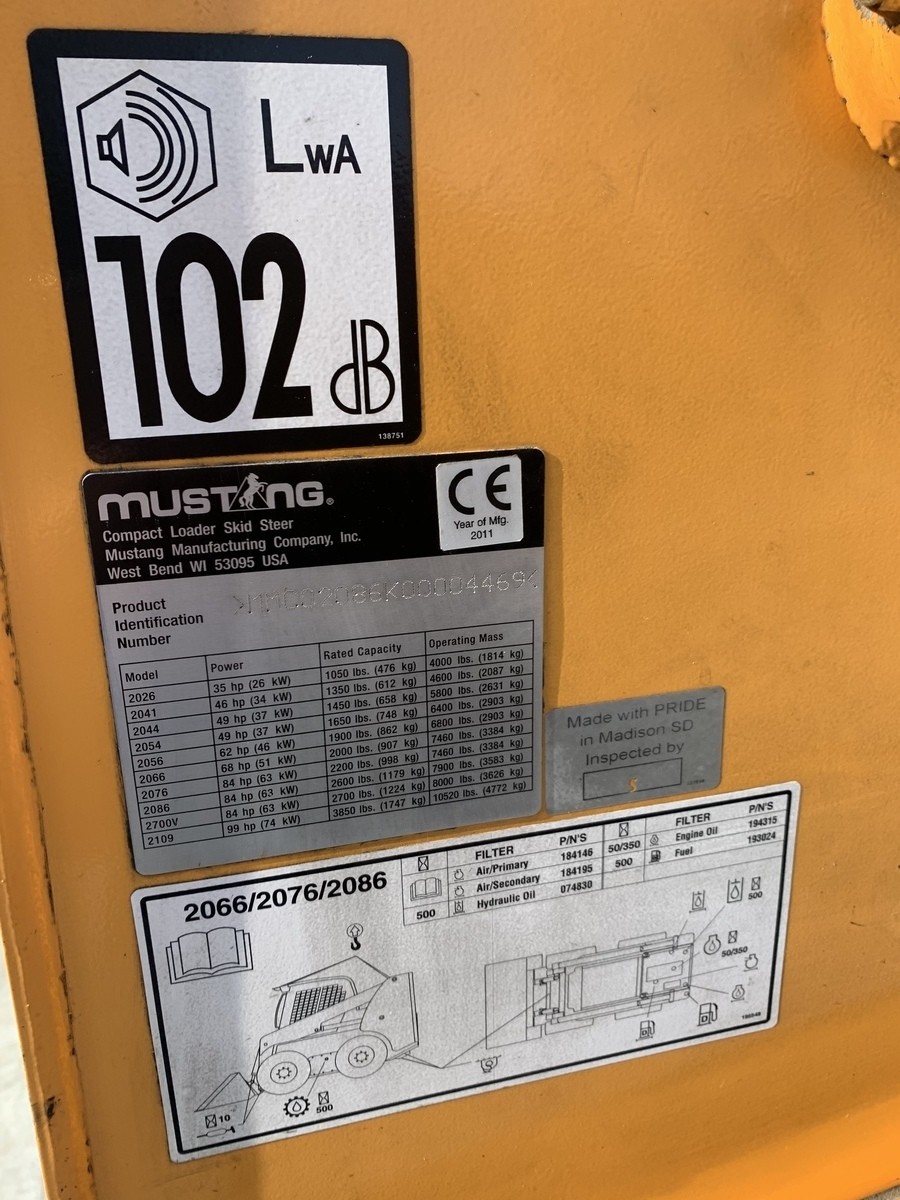 LWA
102 dB
138751
MUSTANG®
Compact Loader Skid Steer
Mustang Manufacturing Company, Inc.
West Bend WI 53095 USA
CE
Year of Mfg.
2011
Product
Identification
Number
Model Power Rated Capacity Operating Mass
2026 35 hp (26 kW) 1050 lbs. (476 kg) 4000 lbs. (1814 kg)
2041 46 hp (34 kW) 1350 lbs. (612 kg) 4600 lbs. (2087 kg)
2044 49 hp (37 kW) 1450 lbs. (658 kg) 5800 lbs. (2631 kg)
2054 49 hp (37 kW) 1650 lbs. (748 kg) 6400 lbs. (2903 kg)
2056 62 hp (46 kW) 1900 lbs. (862 kg) 6800 lbs. (2903 kg)
2066 68 hp (51 kW) 2000 lbs. (907 kg) 7460 lbs. (3384 kg)
2076 84 hp (63 kW) 2200 lbs. (998 kg) 7460 lbs. (3384 kg)
2086 84 hp (63 kW) 2600 lbs. (1179 kg) 7900 lbs. (3583 kg)
2700V 84 hp (63 kW) 2700 lbs. (1224 kg) 8000 lbs. (3626 kg)
2109 99 hp (74 kW) 3850 lbs. (1747 kg) 10520 lbs. (4772 kg)
Made with PRIDE
in Madison SD
Inspected by
5
2066/2076/2086
FILTER P/N'S FILTER P/N'S
Air/Primary 184146 50/350 Engine Oil 194315
Air/Secondary 184195 500 Fuel 193024
500 Hydraulic Oil 074830
500
50/350
10
500